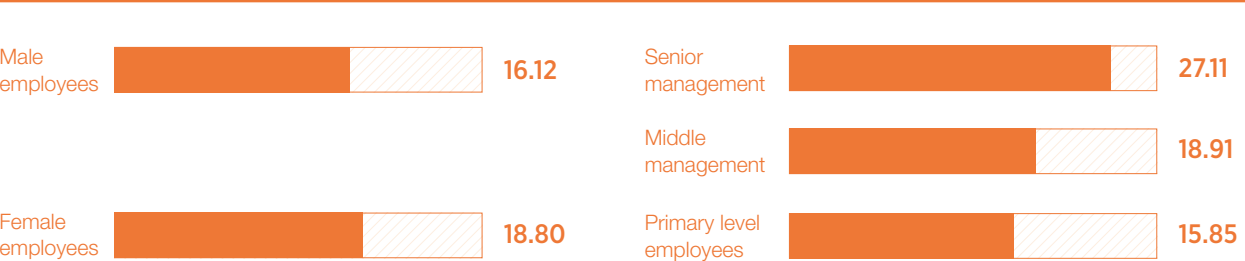 Male
employees
16.12
Female
employees
18.80
Senior
management
27.11
Middle
management
18.91
Primary level
employees
15.85